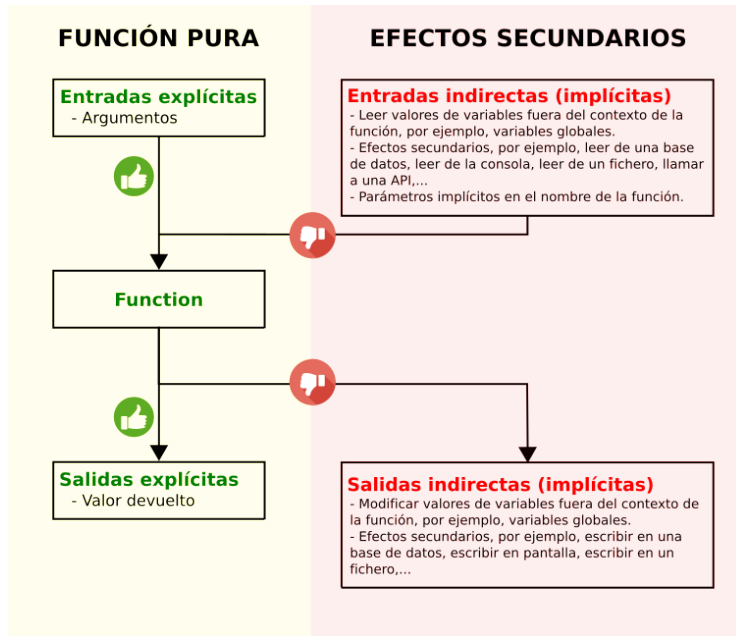 FUNCIÓN PURA
EFECTOS SECUNDARIOS
Entradas explícitas
- Argumentos
Entradas indirectas (implícitas)
- Leer valores de variables fuera del contexto de la
función, por ejemplo, variables globales.
- Efectos secundarios, por ejemplo, leer de una base
de datos, leer de la consola, leer de un fichero, llamar
a una API,...
- Parámetros implícitos en el nombre de la función.
Function
Salidas explícitas
- Valor devuelto
Salidas indirectas (implícitas)
- Modificar valores de variables fuera del contexto de
la función, por ejemplo, variables globales.
- Efectos secundarios, por ejemplo, escribir en una
base de datos, escribir en pantalla, escribir en un
fichero,...